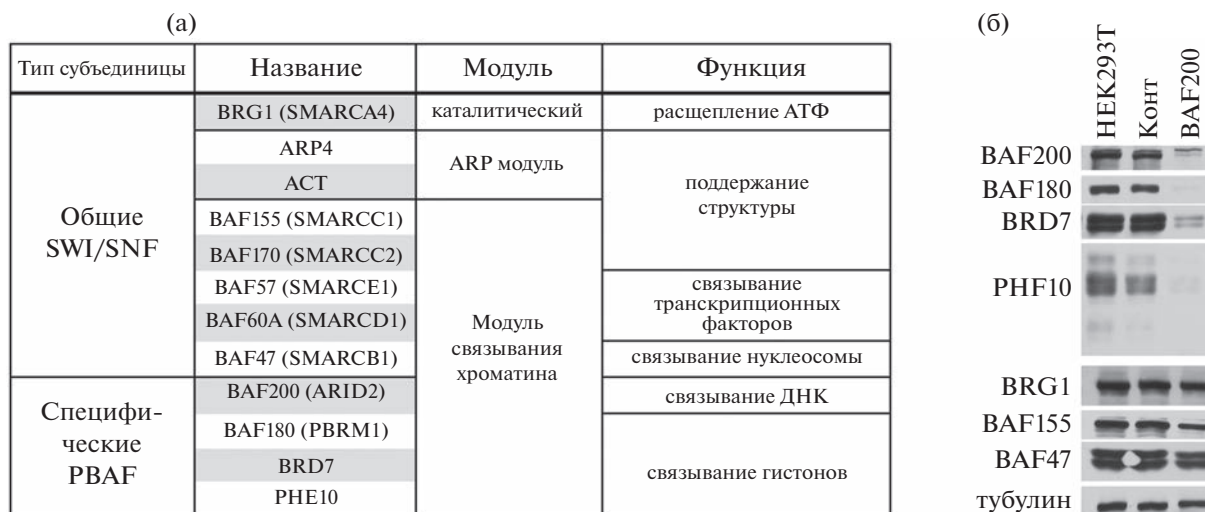 (а)
Тип субъединицы Название Модуль Функция
Общие
SWI/SNF
BRG1 (SMARCA4)
ARP4
ACT
BAF155 (SMARCC1)
BAF170 (SMARCC2)
BAF57 (SMARCE1)
BAF60A (SMARCD1)
BAF47 (SMARCB1)
Специфи-
ческие
PBAF
BAF200 (ARID2)
BAF180 (PBRM1)
BRD7
PHE10
каталитический
ARP модуль
Модуль
связывания
хроматина
расщепление АТФ
поддержание
структуры
связывание
транскрипционных
факторов
связывание нуклеосомы
связывание ДНК
связывание гистонов
(б)
HEK293T
Конт
BAF200
BAF200
BAF180
BRD7
PHF10
BRG1
BAF155
BAF47
тубулин